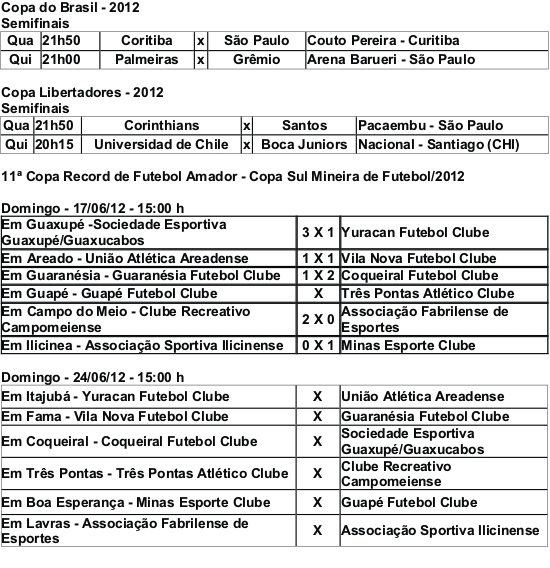 Copa do Brasil - 2012
Semifinais
Qua 21h50 Coritiba x São Paulo Couto Pereira - Curitiba
Qui 21h00 Palmeiras x Grêmio Arena Barueri - São Paulo
Copa Libertadores - 2012
Semifinais
Qua 21h50 Corinthians x Santos Pacaembu - São Paulo
Qui 20h15 Universidad de Chile x Boca Juniors Nacional - Santiago (CHI)
11ª Copa Record de Futebol Amador - Copa Sul Mineira de Futebol/2012
Domingo - 17/06/12 - 15:00 h
Em Guaxupé -Sociedade Esportiva
Guaxupé/Guaxucabos 3 X 1 Yuracan Futebol Clube
Em Areado - União Atlética Areadense 1 X 1 Vila Nova Futebol Clube
Em Guaranésia - Guaranésia Futebol Clube 1 X 2 Coqueiral Futebol Clube
Em Guapé - Guapé Futebol Clube X Três Pontas Atlético Clube
Em Campo do Meio - Clube Recreativo
Campomeiense 2 X 0 Associação Fabrilense de
Esportes
Em Ilicinea - Associação Sportiva Ilicinense 0 X 1 Minas Esporte Clube
Domingo - 24/06/12 - 15:00 h
Em Itajubá - Yuracan Futebol Clube X União Atlética Areadense
Em Fama - Vila Nova Futebol Clube X Guaranésia Futebol Clube
Em Coqueiral - Coqueiral Futebol Clube X Sociedade Esportiva
Guaxupé/Guaxucabos
Em Três Pontas - Três Pontas Atlético Clube X Clube Recreativo
Campomeiense
Em Boa Esperança - Minas Esporte Clube X Guapé Futebol Clube
Em Lavras - Associação Fabrilense de
Esportes X Associação Sportiva Ilicinense